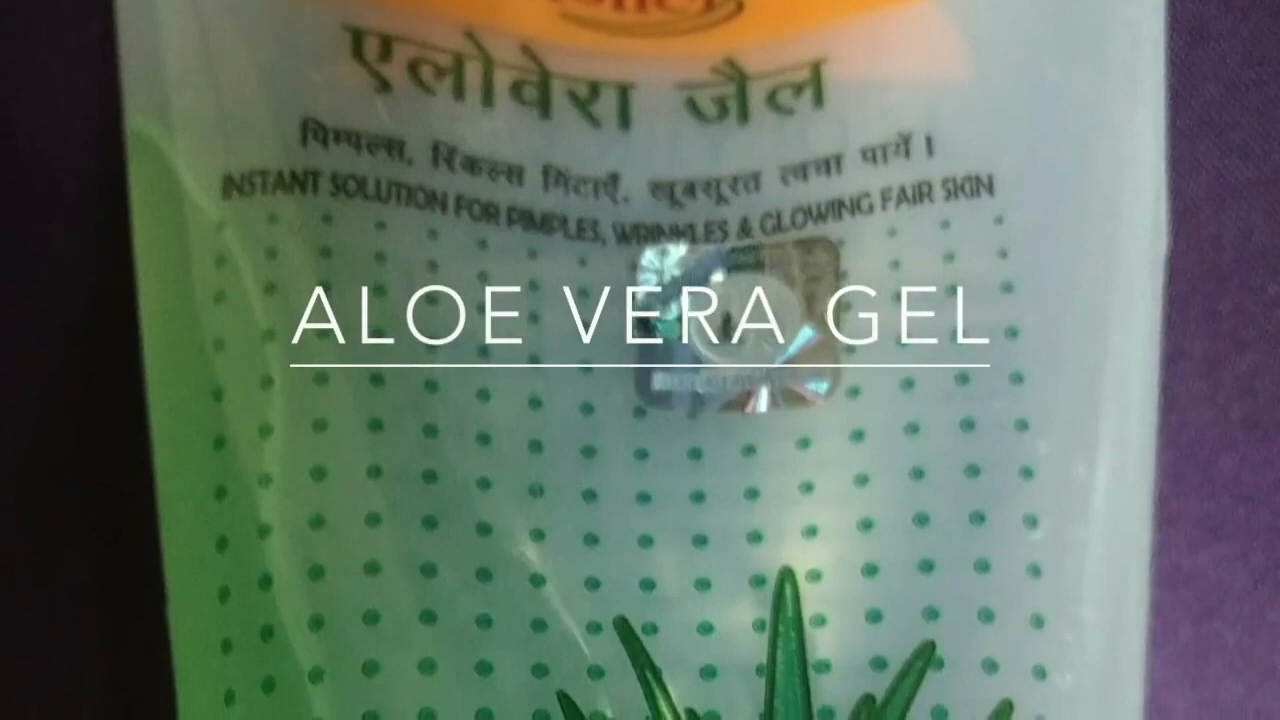 एलोवेरा जैल
पिम्पल्स, रिंकल्स मिटाएँ, खूबसूरत त्वचा पायें।
INSTANT SOLUTION FOR PIMPLES, WRINKLES & GLOWING FAIR SKIN
ALOE VERA GEL